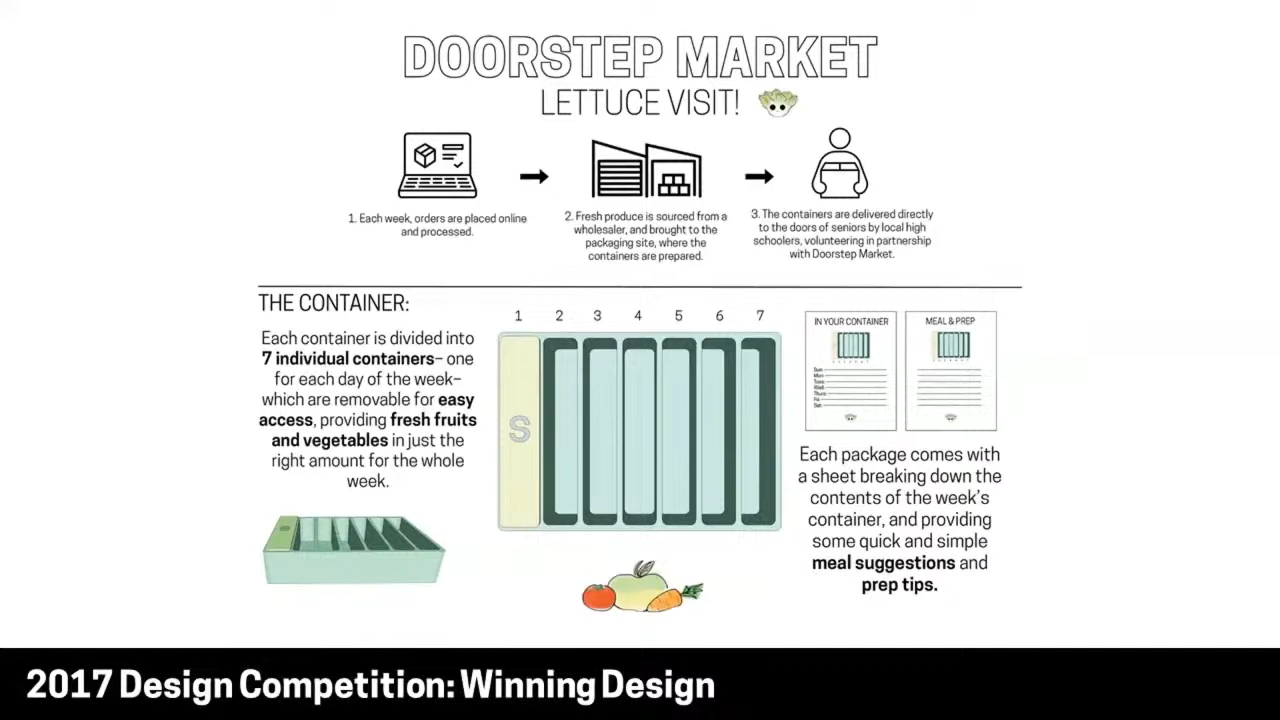 DOORSTEP MARKET
LETTUCE VISIT!
1. Each week, orders are placed online
and processed.
2. Fresh produce is sourced from a
wholesaler, and brought to the
packaging site, where the
containers are prepared.
3. The containers are delivered directly
to the doors of seniors by local high
schoolers, volunteering in partnership
with Doorstep Market.
THE CONTAINER:
Each container is divided into
7 individual containers– one
for each day of the week–
which are removable for easy
access, providing fresh fruits
and vegetables in just the
right amount for the whole
week.
1 2 3 4 5 6 7
S
IN YOUR CONTAINER
Sun:
Mon:
Tues:
Wed:
Thurs:
Fri:
Sat:
MEAL & PREP
Each package comes with
a sheet breaking down the
contents of the week's
container, and providing
some quick and simple
meal suggestions and
prep tips.
2017 Design Competition: Winning Design